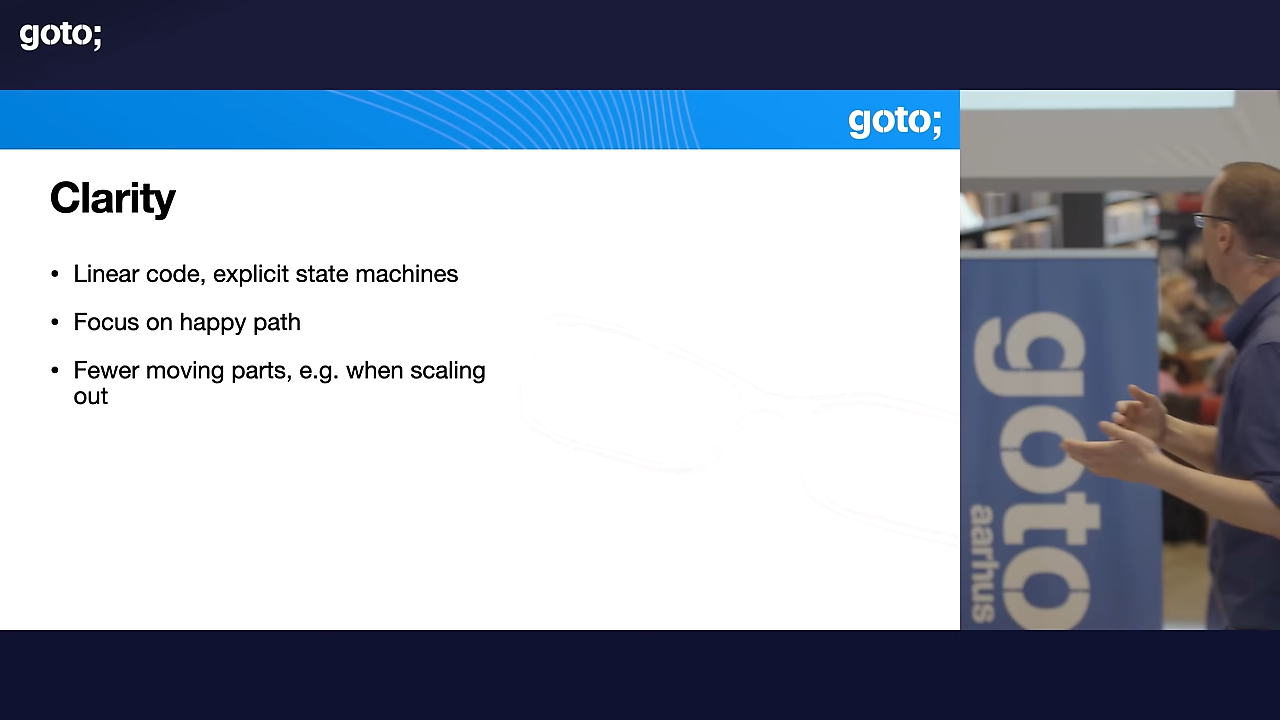 goto;
goto;
Clarity
• Linear code, explicit state machines
• Focus on happy path
• Fewer moving parts, e.g. when scaling
out
goto
aarhus